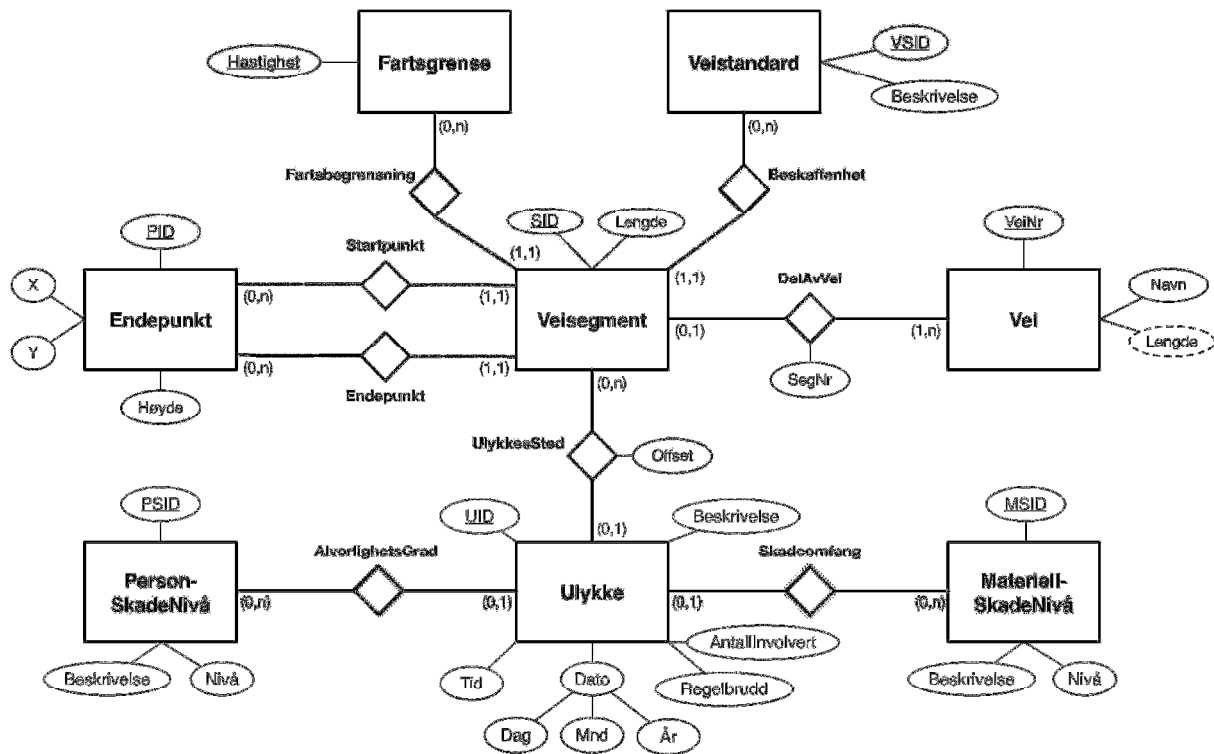 Hastighet
Fartsgrense
Veistandard
VSID
Beskrivelse
(0,n)
(0,n)
Fartsbegrensning
Beskaffenhet
PID
Startpunkt
SID
Lengde
VeiNr
(1,1)
(1,1)
DelAvVei
X
Endepunkt
Y
(0,n)
(1,1)
Veisegment
(0,1)
(1,n)
Vei
Navn
Lengde
(0,n)
(1,1)
(0,n)
SegNr
Høyde
Endepunkt
UlykkesSted
Offset
PSID
UID
(0,1)
Beskrivelse
MSID
AlvorlighetsGrad
Skadeomfang
Person-
SkadeNivå
(0,n)
(0,1)
Ulykke
(0,1)
(0,n)
Materiell-
SkadeNivå
Beskrivelse
Nivå
Tid
Dato
AntallInvolvert
Regelbrudd
Beskrivelse
Nivå
Dag
Mnd
År